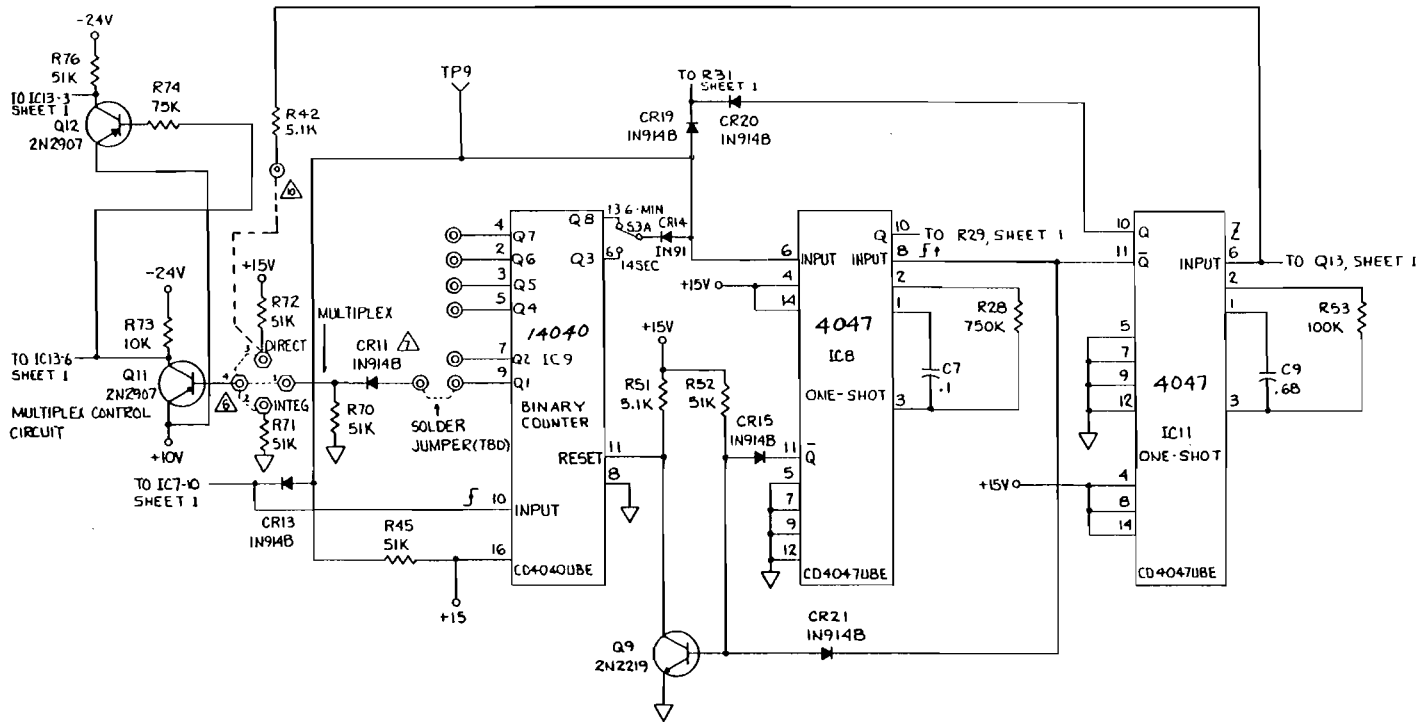 -24V
R76
51K
TO IC13-3
SHEET 1
Q12
2N2907
R74
75K
R42
5.1K
10
TP9
TO R31
SHEET 1
CR19
1N914B
CR20
1N914B
-24V
R73
10K
TO IC13-6
SHEET 1
Q11
2N2907
MULTIPLEX CONTROL
CIRCUIT
+10V
6
+15V
R72
51K
DIRECT
INTEG
R71
51K
MULTIPLEX
CR11
1N914B
7
R70
51K
SOLDER
JUMPER(TBD)
TO IC7-10
SHEET 1
CR13
1N914B
R45
51K
+15
4
Q7
2
Q6
3
Q5
5
Q4
7
Q2
9
Q1
Q8
13
Q3
6
14040
IC9
BINARY
COUNTER
RESET
11
8
10
INPUT
16
CD4040UBE
6-MIN
S3A
14SEC
CR14
IN91
+15V
R51
5.1K
R52
51K
CR15
1N914B
Q9
2N2219
CR21
1N914B
+15V
6
INPUT
4
14
4047
IC8
ONE-SHOT
11
Q
5
7
9
12
CD4047UBE
Q
10
TO R29, SHEET 1
INPUT
8
2
1
3
R28
750K
C7
.1
10
Q
11
Q
5
7
9
12
+15V
4
8
14
Z
INPUT
6
TO Q13, SHEET 1
2
1
3
4047
IC11
ONE-SHOT
CD4047UBE
R53
100K
C9
.68